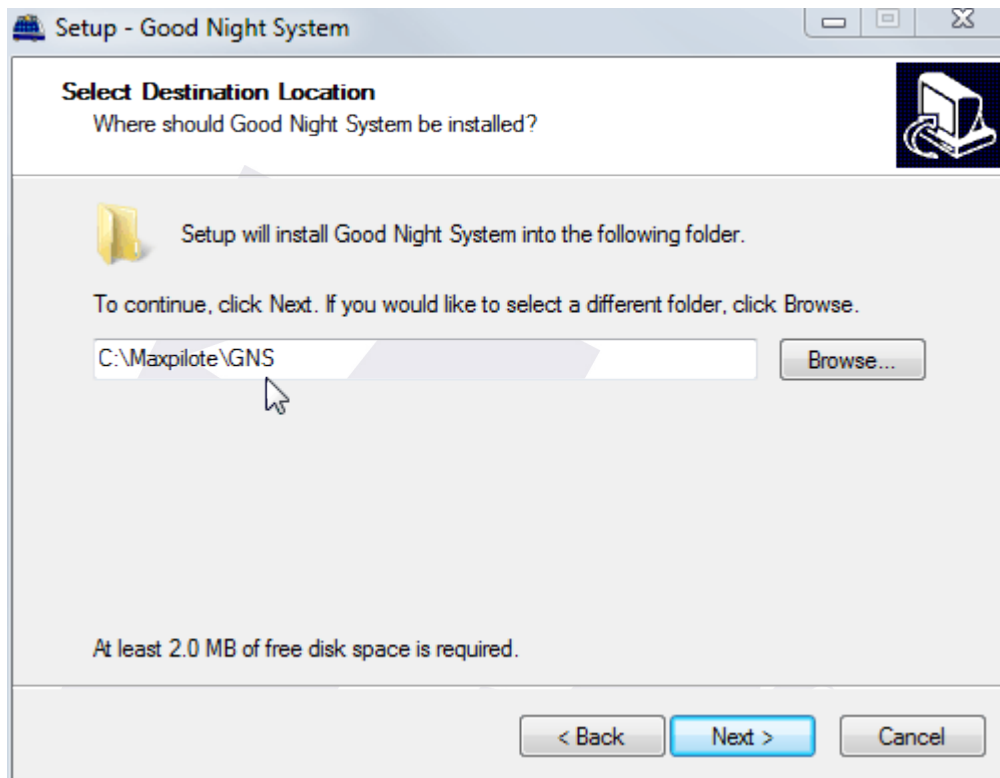 Setup - Good Night System
Select Destination Location
Where should Good Night System be installed?
Setup will install Good Night System into the following folder.
To continue, click Next. If you would like to select a different folder, click Browse.
C:\Maxpilote\GNS
Browse...
At least 2.0 MB of free disk space is required.
< Back
Next >
Cancel